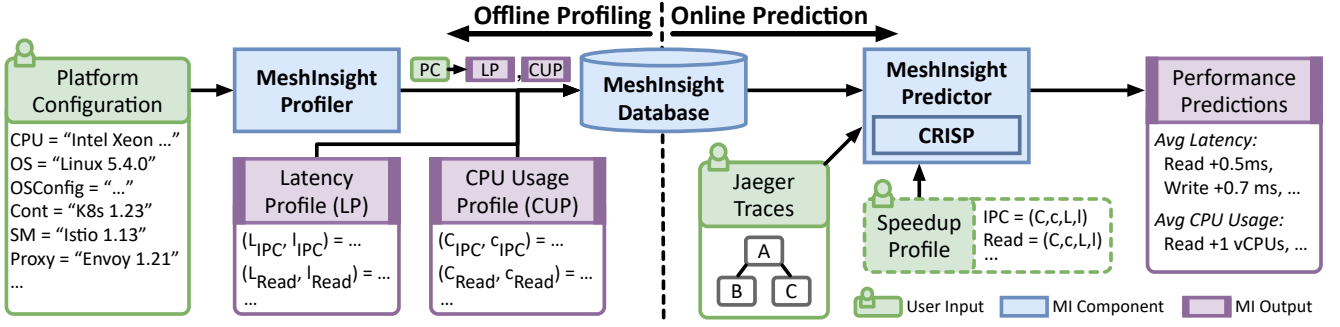 Offline Profiling
Online Prediction
Platform
Configuration
CPU = “Intel Xeon ...”
OS = “Linux 5.4.0”
OSConfig = “...”
Cont = “K8s 1.23”
SM = “Istio 1.13”
Proxy = “Envoy 1.21”
...
MeshInsight
Profiler
PC LP , CUP
Latency
Profile (LP)
(L_IPC, l_IPC) = ...
(L_Read, l_Read) = ...
...
CPU Usage
Profile (CUP)
(C_IPC, c_IPC) = ...
(C_Read, c_Read) = ...
...
MeshInsight
Database
Jaeger
Traces
A
B C
MeshInsight
Predictor
CRISP
Speedup
Profile
IPC = (C,c,L,l)
Read = (C,c,L,l)
...
Performance
Predictions
Avg Latency:
Read +0.5ms,
Write +0.7 ms, ...
Avg CPU Usage:
Read +1 vCPUs, ...
User Input
MI Component
MI Output